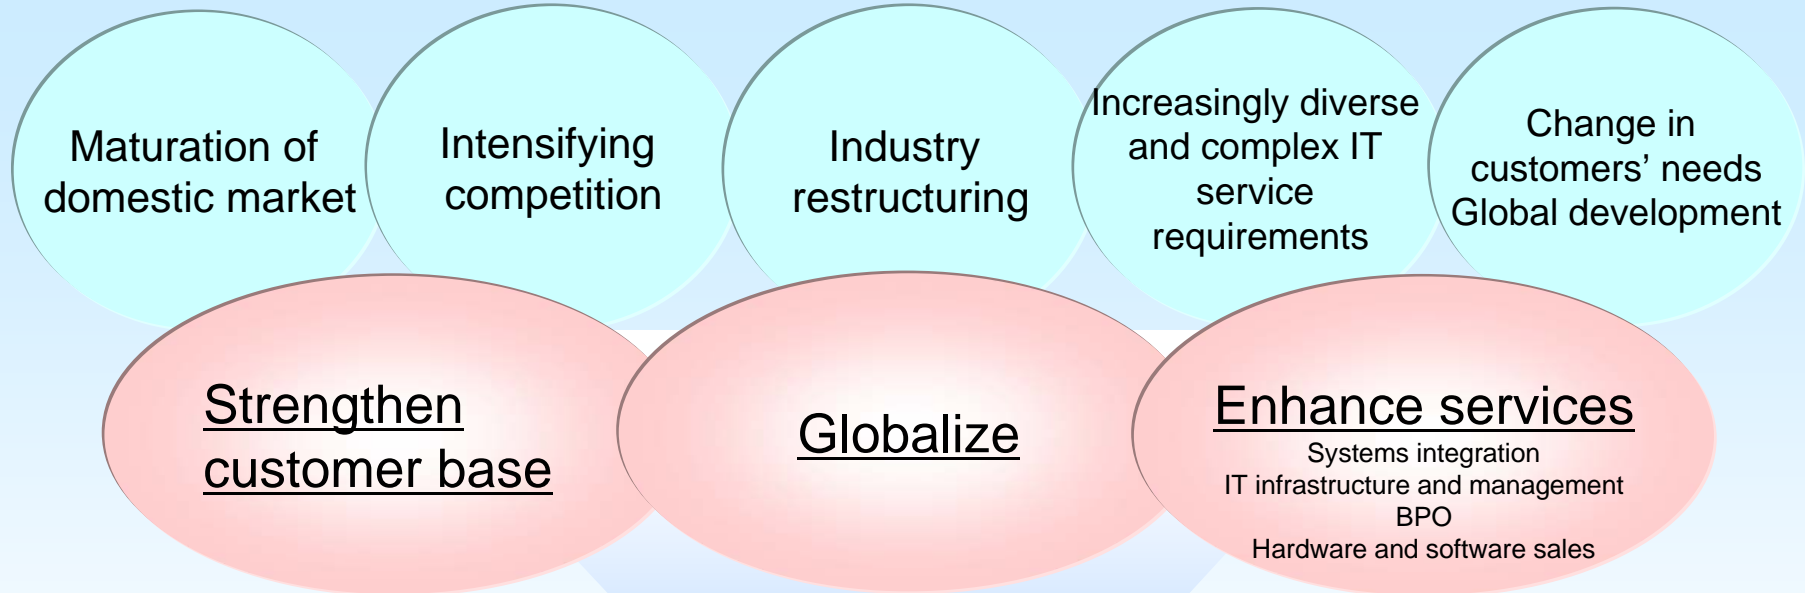 Maturation of
domestic market
Intensifying
competition
Industry
restructuring
Increasingly diverse
and complex IT
service
requirements
Change in
customers’ needs
Global development
Strengthen
customer base
Globalize
Enhance services
Systems integration
IT infrastructure and management
BPO
Hardware and software sales